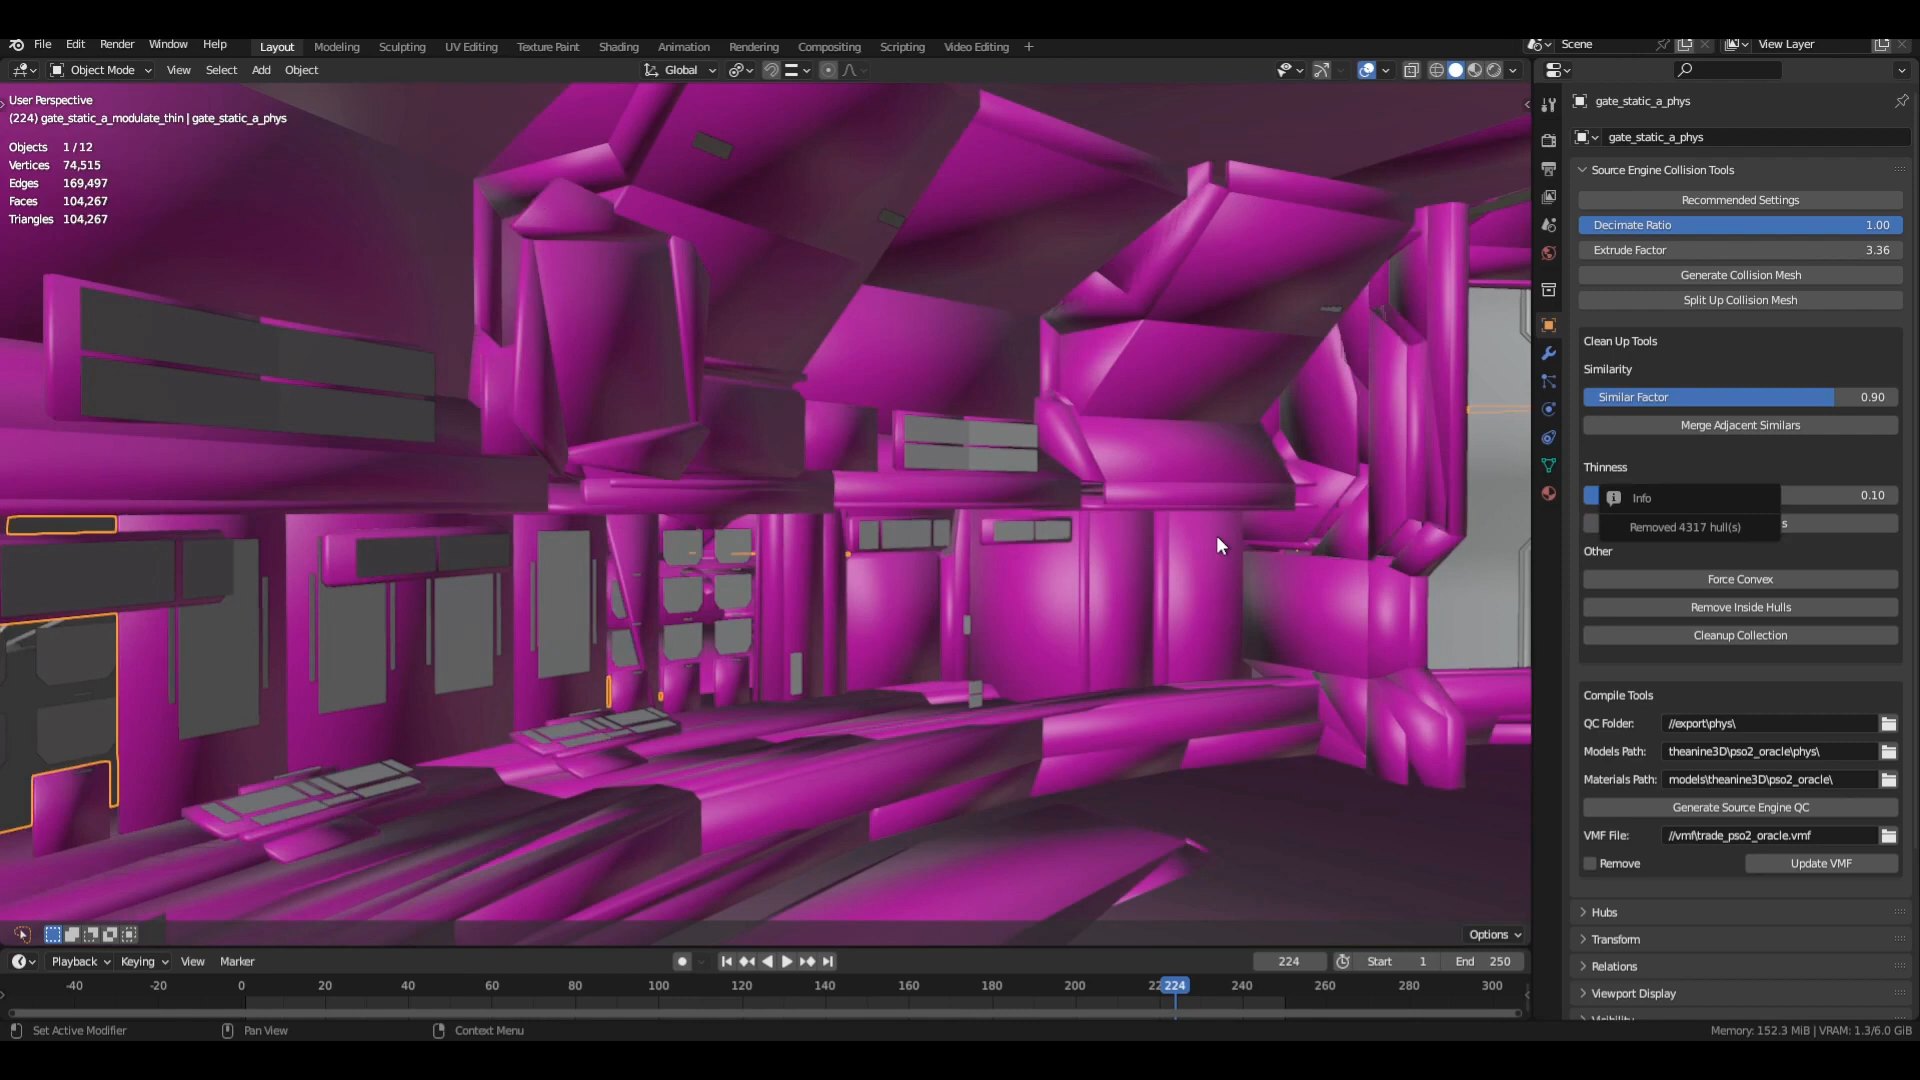 File Edit Render Window Help Layout Modeling Sculpting UV Editing Texture Paint Shading Animation Rendering Compositing Scripting Video Editing + Scene View Layer
Object Mode View Select Add Object Global
User Perspective
(224) gate_static_a_modulate_thin | gate_static_a_phys
Objects 1 / 12
Vertices 74,515
Edges 169,497
Faces 104,267
Triangles 104,267
gate_static_a_phys
gate_static_a_phys
Source Engine Collision Tools
Recommended Settings
Decimate Ratio 1.00
Extrude Factor 3.36
Generate Collision Mesh
Split Up Collision Mesh
Clean Up Tools
Similarity
Similar Factor 0.90
Merge Adjacent Similars
Thinness
0.10
Info
Removed 4317 hull(s)
s
Other
Force Convex
Remove Inside Hulls
Cleanup Collection
Compile Tools
QC Folder: //export\phys\
Models Path: theanine3D\pso2_oracle\phys\
Materials Path: models\theanine3D\pso2_oracle\
Generate Source Engine QC
VMF File: //vmf\trade_pso2_oracle.vmf
Remove Update VMF
Hubs
Transform
Relations
Viewport Display
Options
Playback Keying View Marker 224 Start 1 End 250
-40 -20 0 20 40 60 80 100 120 140 160 180 200 22 224 240 260 280 300
Set Active Modifier Pan View Context Menu Memory: 152.3 MiB | VRAM: 1.3/6.0 GiB